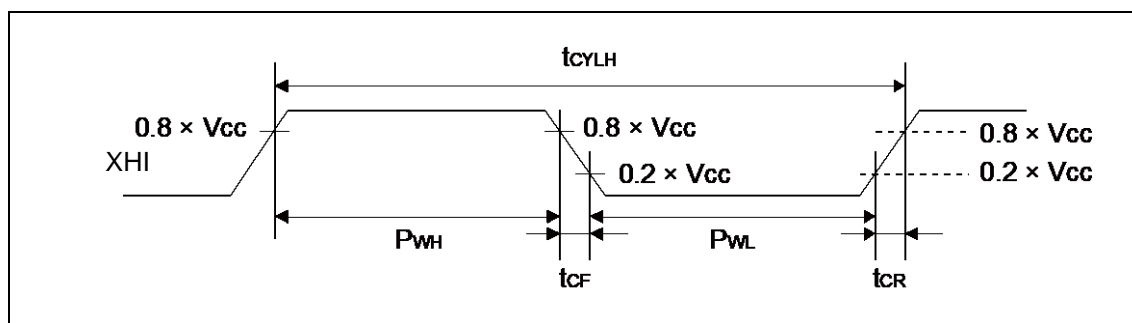 tCYLH
0.8 × Vcc
0.8 × Vcc
0.8 × Vcc
XHI
0.2 × Vcc
0.2 × Vcc
PWH
PWL
tCF
tCR